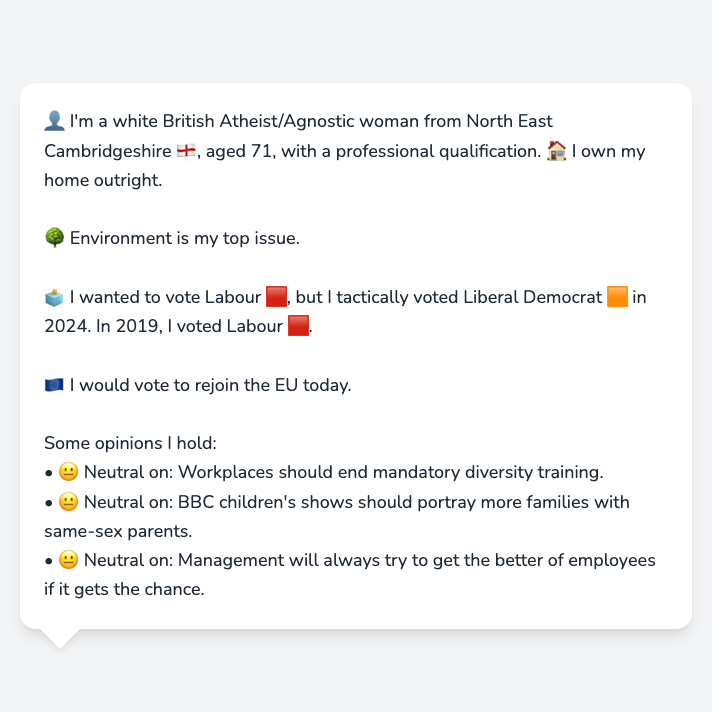 👤 I'm a white British Atheist/Agnostic woman from North East
Cambridgeshire 🏴󠁧󠁢󠁥󠁮󠁧󠁿, aged 71, with a professional qualification. 🏠 I own my
home outright.
🌳 Environment is my top issue.
🗳️ I wanted to vote Labour 🟥, but I tactically voted Liberal Democrat 🟧 in
2024. In 2019, I voted Labour 🟥.
🇪🇺 I would vote to rejoin the EU today.
Some opinions I hold:
• 😐 Neutral on: Workplaces should end mandatory diversity training.
• 😐 Neutral on: BBC children's shows should portray more families with
same-sex parents.
• 😐 Neutral on: Management will always try to get the better of employees
if it gets the chance.